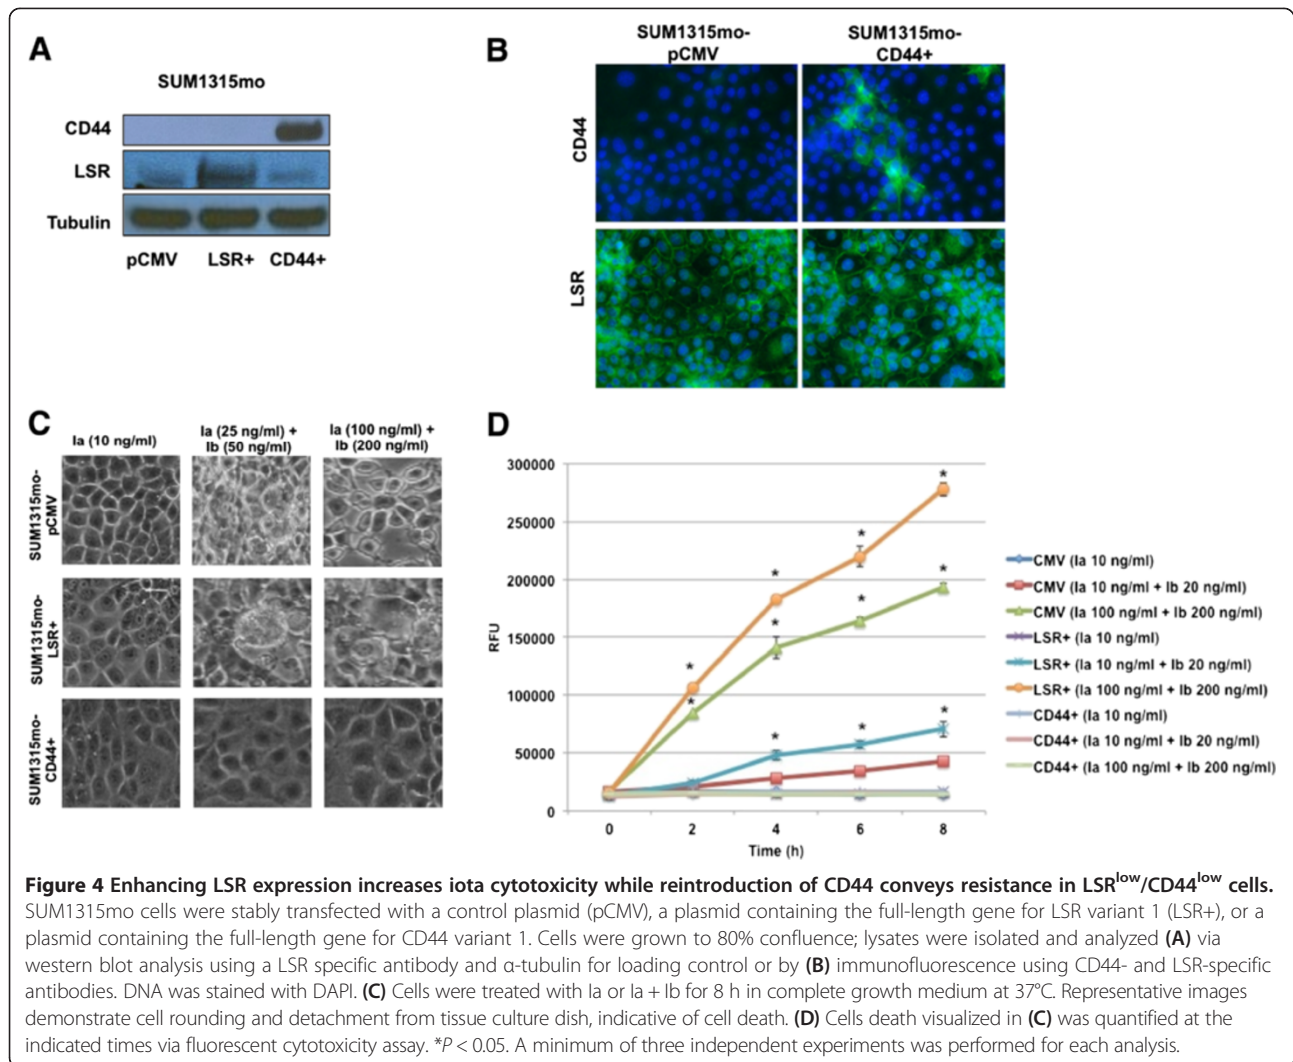 A
SUM1315mo
CD44
LSR
Tubulin
pCMV LSR+ CD44+
B
SUM1315mo-
pCMV
SUM1315mo-
CD44+
CD44
LSR
C
Ia (10 ng/ml)
Ia (25 ng/ml) +
Ib (50 ng/ml)
Ia (100 ng/ml) +
Ib (200 ng/ml)
SUM1315mo-
pCMV
SUM1315mo-
LSR+
SUM1315mo-
CD44+
D
300000
250000
200000
150000
100000
50000
0
RFU
* * * * * * * * * * *
0 2 4 6 8
Time (h)
CMV (Ia 10 ng/ml)
CMV (Ia 10 ng/ml + Ib 20 ng/ml)
CMV (Ia 100 ng/ml + Ib 200 ng/ml)
LSR+ (Ia 10 ng/ml)
LSR+ (Ia 10 ng/ml + Ib 20 ng/ml)
LSR+ (Ia 100 ng/ml + Ib 200 ng/ml)
CD44+ (Ia 10 ng/ml)
CD44+ (Ia 10 ng/ml + Ib 20 ng/ml)
CD44+ (Ia 100 ng/ml + Ib 200 ng/ml)
Figure 4 Enhancing LSR expression increases iota cytotoxicity while reintroduction of CD44 conveys resistance in LSRlow/CD44low cells.
SUM1315mo cells were stably transfected with a control plasmid (pCMV), a plasmid containing the full-length gene for LSR variant 1 (LSR+), or a
plasmid containing the full-length gene for CD44 variant 1. Cells were grown to 80% confluence; lysates were isolated and analyzed (A) via
western blot analysis using a LSR specific antibody and α-tubulin for loading control or by (B) immunofluorescence using CD44- and LSR-specific
antibodies. DNA was stained with DAPI. (C) Cells were treated with Ia or Ia + Ib for 8 h in complete growth medium at 37°C. Representative images
demonstrate cell rounding and detachment from tissue culture dish, indicative of cell death. (D) Cells death visualized in (C) was quantified at the
indicated times via fluorescent cytotoxicity assay. *P < 0.05. A minimum of three independent experiments was performed for each analysis.